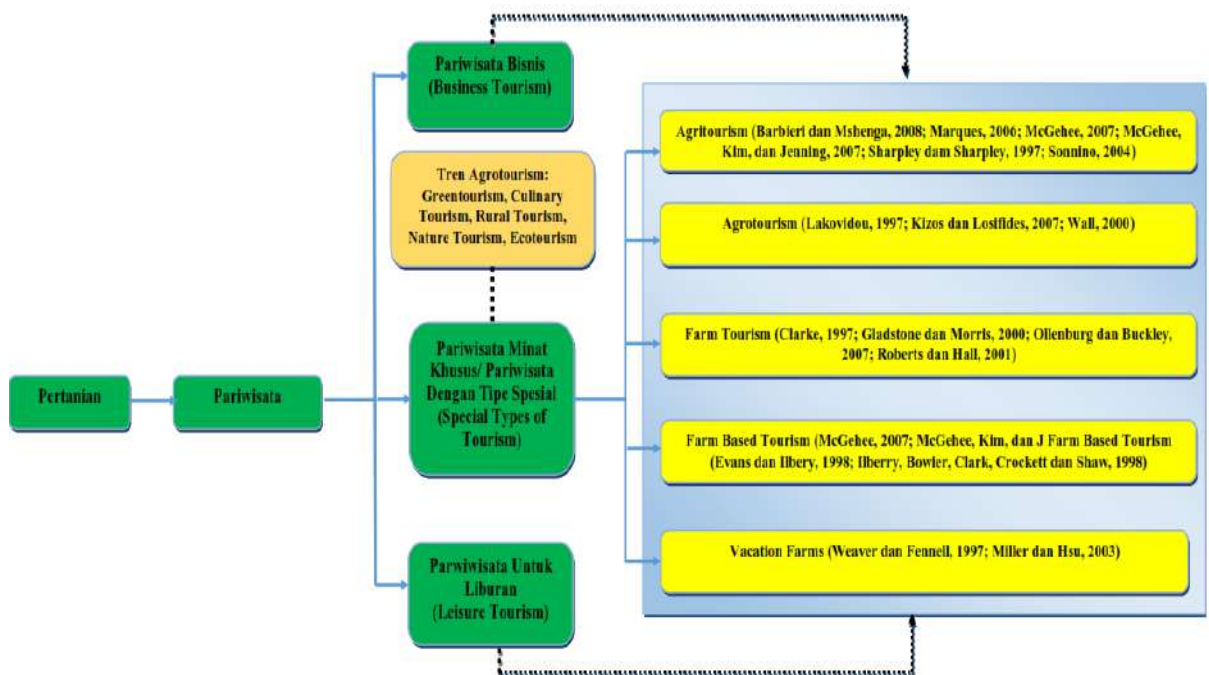 Pariwisata Bisnis
(Business Tourism)
Tren Agrotourism:
Greentourism, Culinary
Tourism, Rural Tourism,
Nature Tourism, Ecotourism
Pertanian
Pariwisata
Pariwisata Minat
Khusus/ Pariwisata
Dengan Tipe Spesial
(Special Types of
Tourism)
Parwiwisata Untuk
Liburan
(Leisure Tourism)
Agritourism (Barbieri dan Mshenga, 2008; Marques, 2006; McGehee, 2007; McGehee,
Kim, dan Jenning, 2007; Sharpley dam Sharpley, 1997; Sonnino, 2004)
Agrotourism (Lakovidou, 1997; Kizos dan Losifides, 2007; Wall, 2000)
Farm Tourism (Clarke, 1997; Gladstone dan Morris, 2000; Ollenburg dan Buckley,
2007; Roberts dan Hall, 2001)
Farm Based Tourism (McGehee, 2007; McGehee, Kim, dan J Farm Based Tourism
(Evans dan Ilbery, 1998; Ilberry, Bowler, Clark, Crockett dan Shaw, 1998)
Vacation Farms (Weaver dan Fennell, 1997; Miller dan Hsu, 2003)